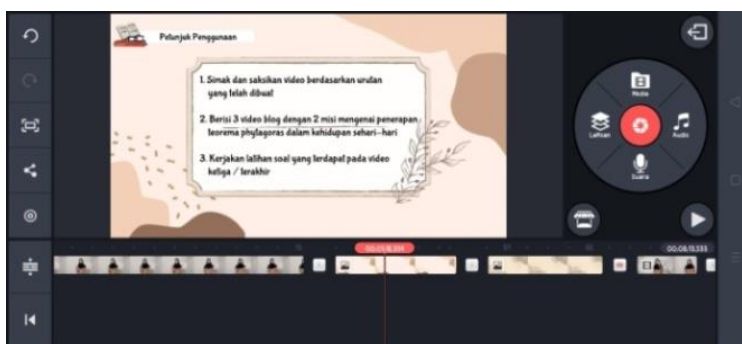 Petunjuk Penggunaan
1. Simak dan saksikan video berdasarkan urutan
yang telah dibuat
2. Berisi 3 video blog dengan 2 misi mengenai penerapan
teorema phytagoras dalam kehidupan sehari-hari
3. Kerjakan latihan soal yang terdapat pada video
ketiga / terakhir
Media
Lapisan
Audio
Suara